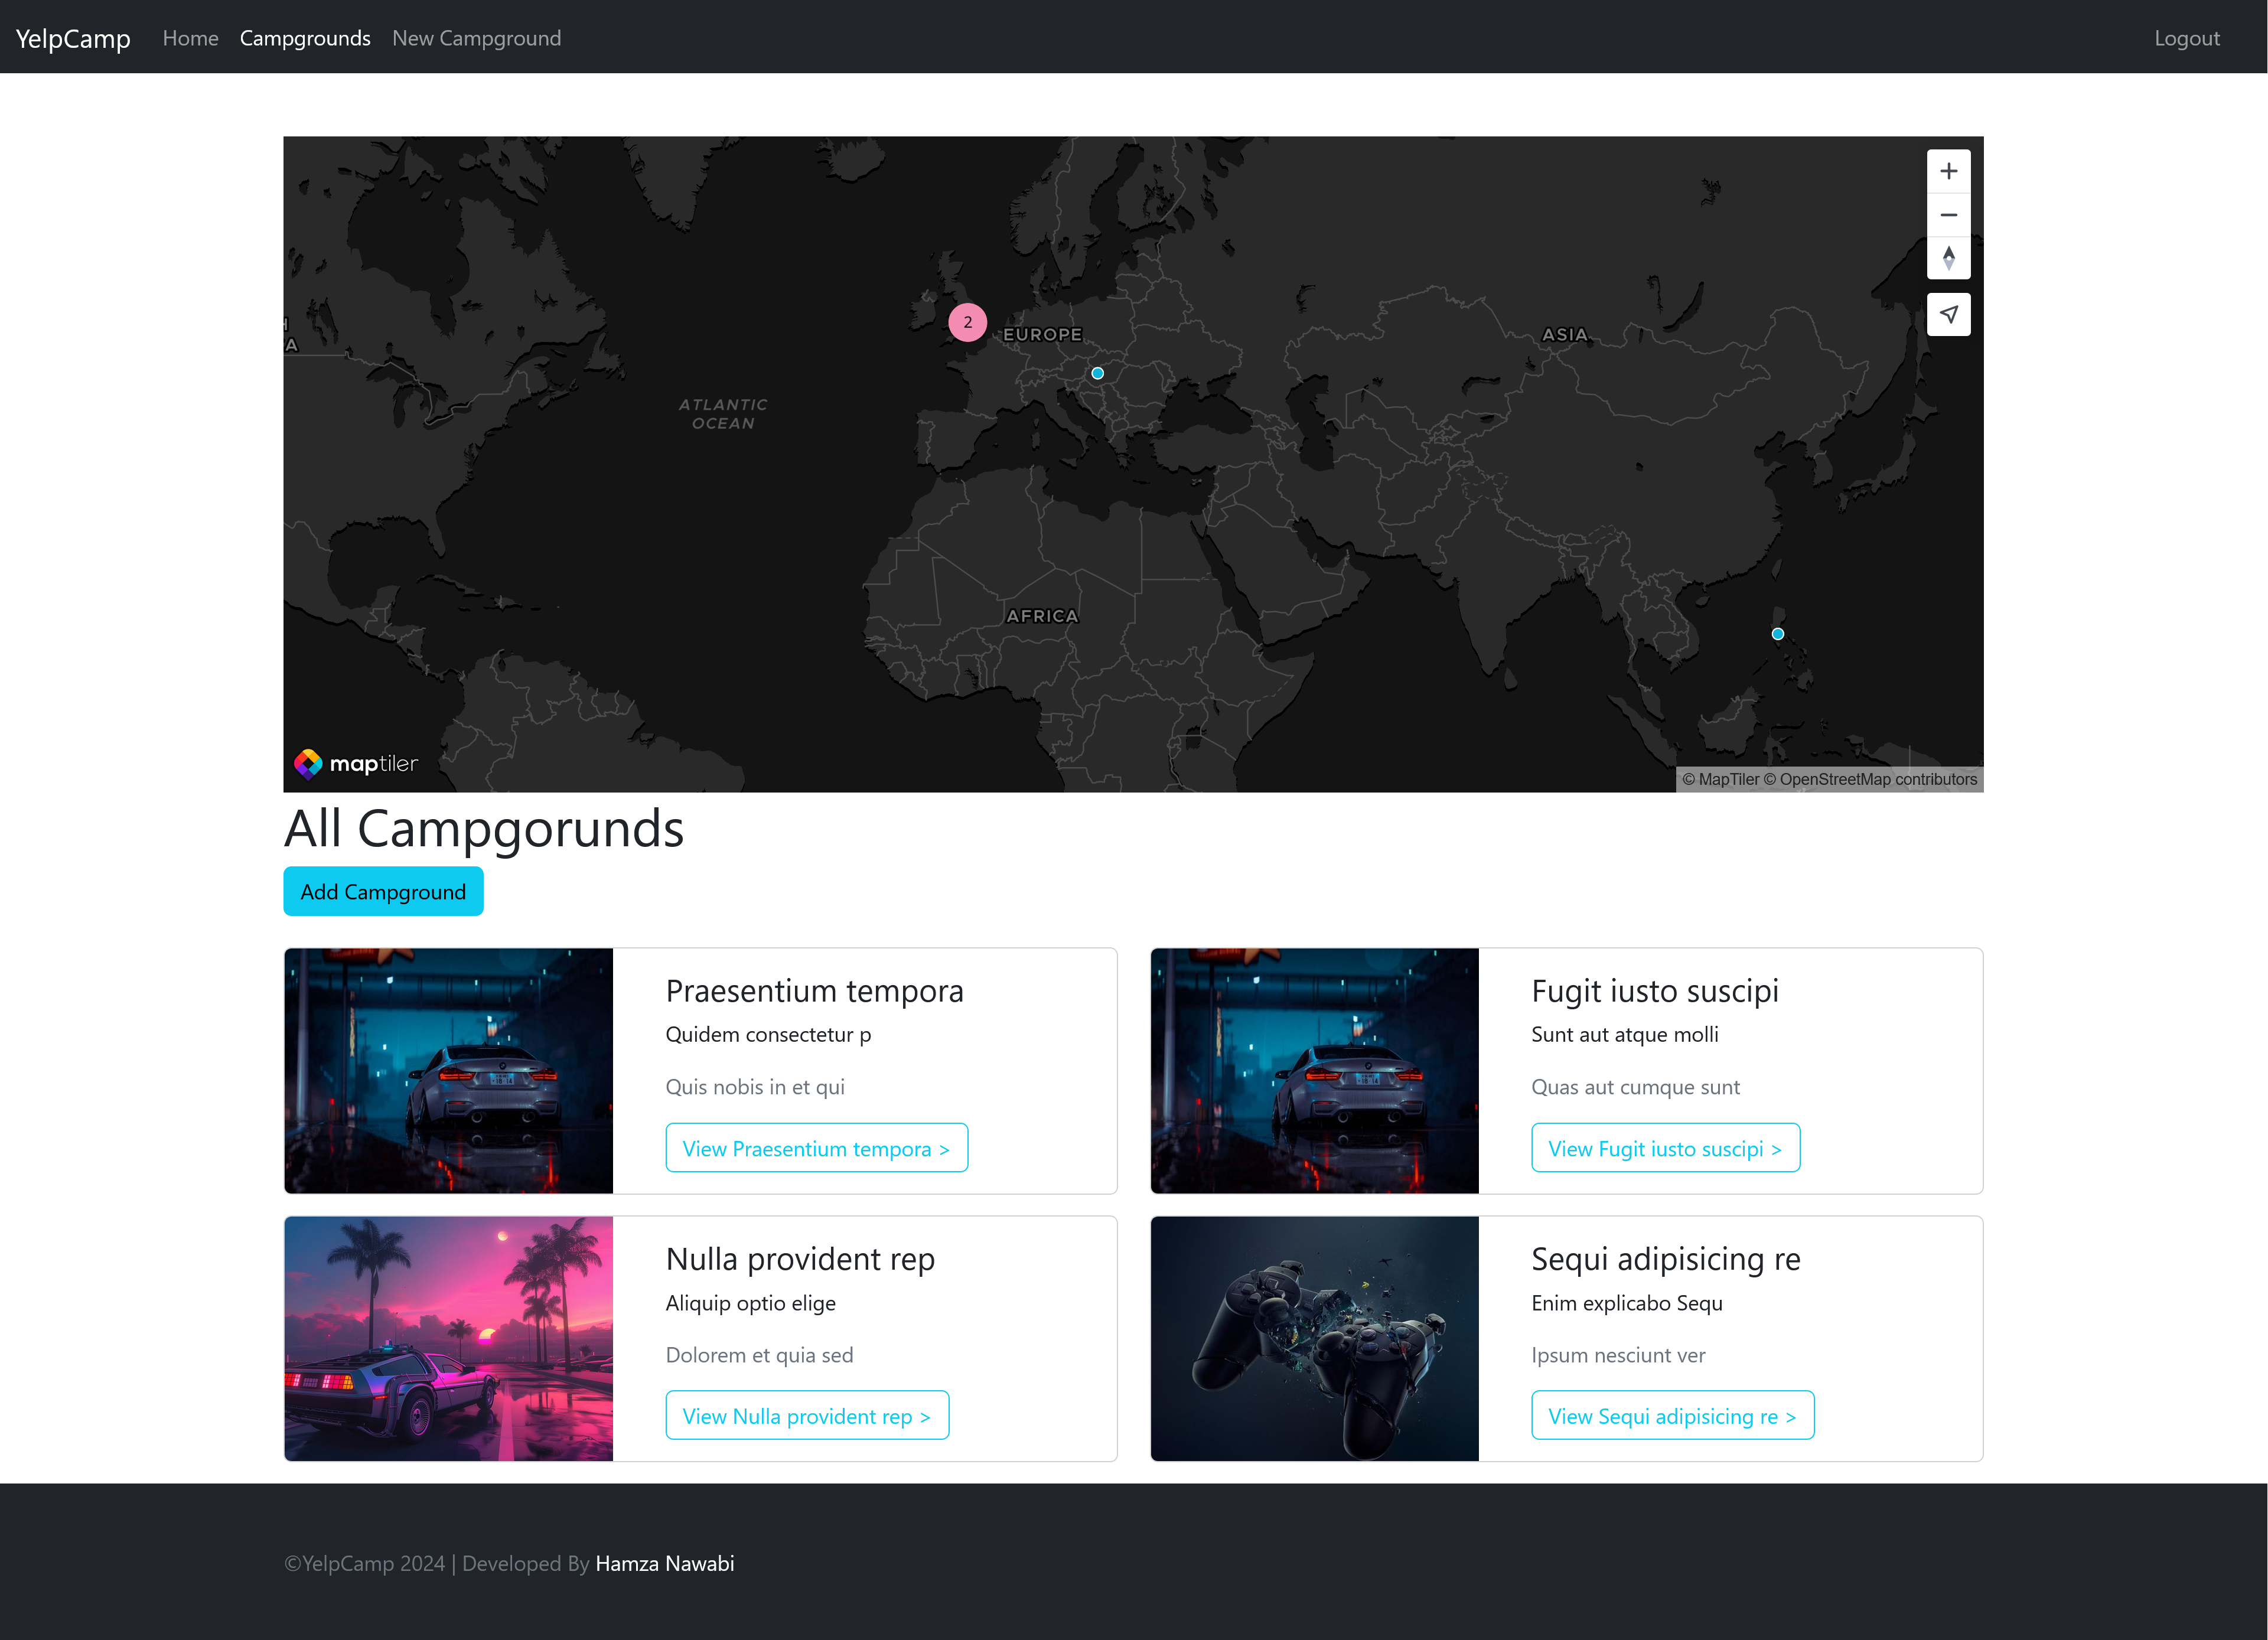 YelpCamp Home Campgrounds New Campground Logout
H
A
EUROPE
ASIA
ATLANTIC
OCEAN
AFRICA
2
maptiler
© MapTiler © OpenStreetMap contributors
All Campgorunds
Add Campground
Praesentium tempora
Quidem consectetur p
Quis nobis in et qui
View Praesentium tempora >
Fugit iusto suscipi
Sunt aut atque molli
Quas aut cumque sunt
View Fugit iusto suscipi >
Nulla provident rep
Aliquip optio elige
Dolorem et quia sed
View Nulla provident rep >
Sequi adipisicing re
Enim explicabo Sequ
Ipsum nesciunt ver
View Sequi adipisicing re >
©YelpCamp 2024 | Developed By Hamza Nawabi